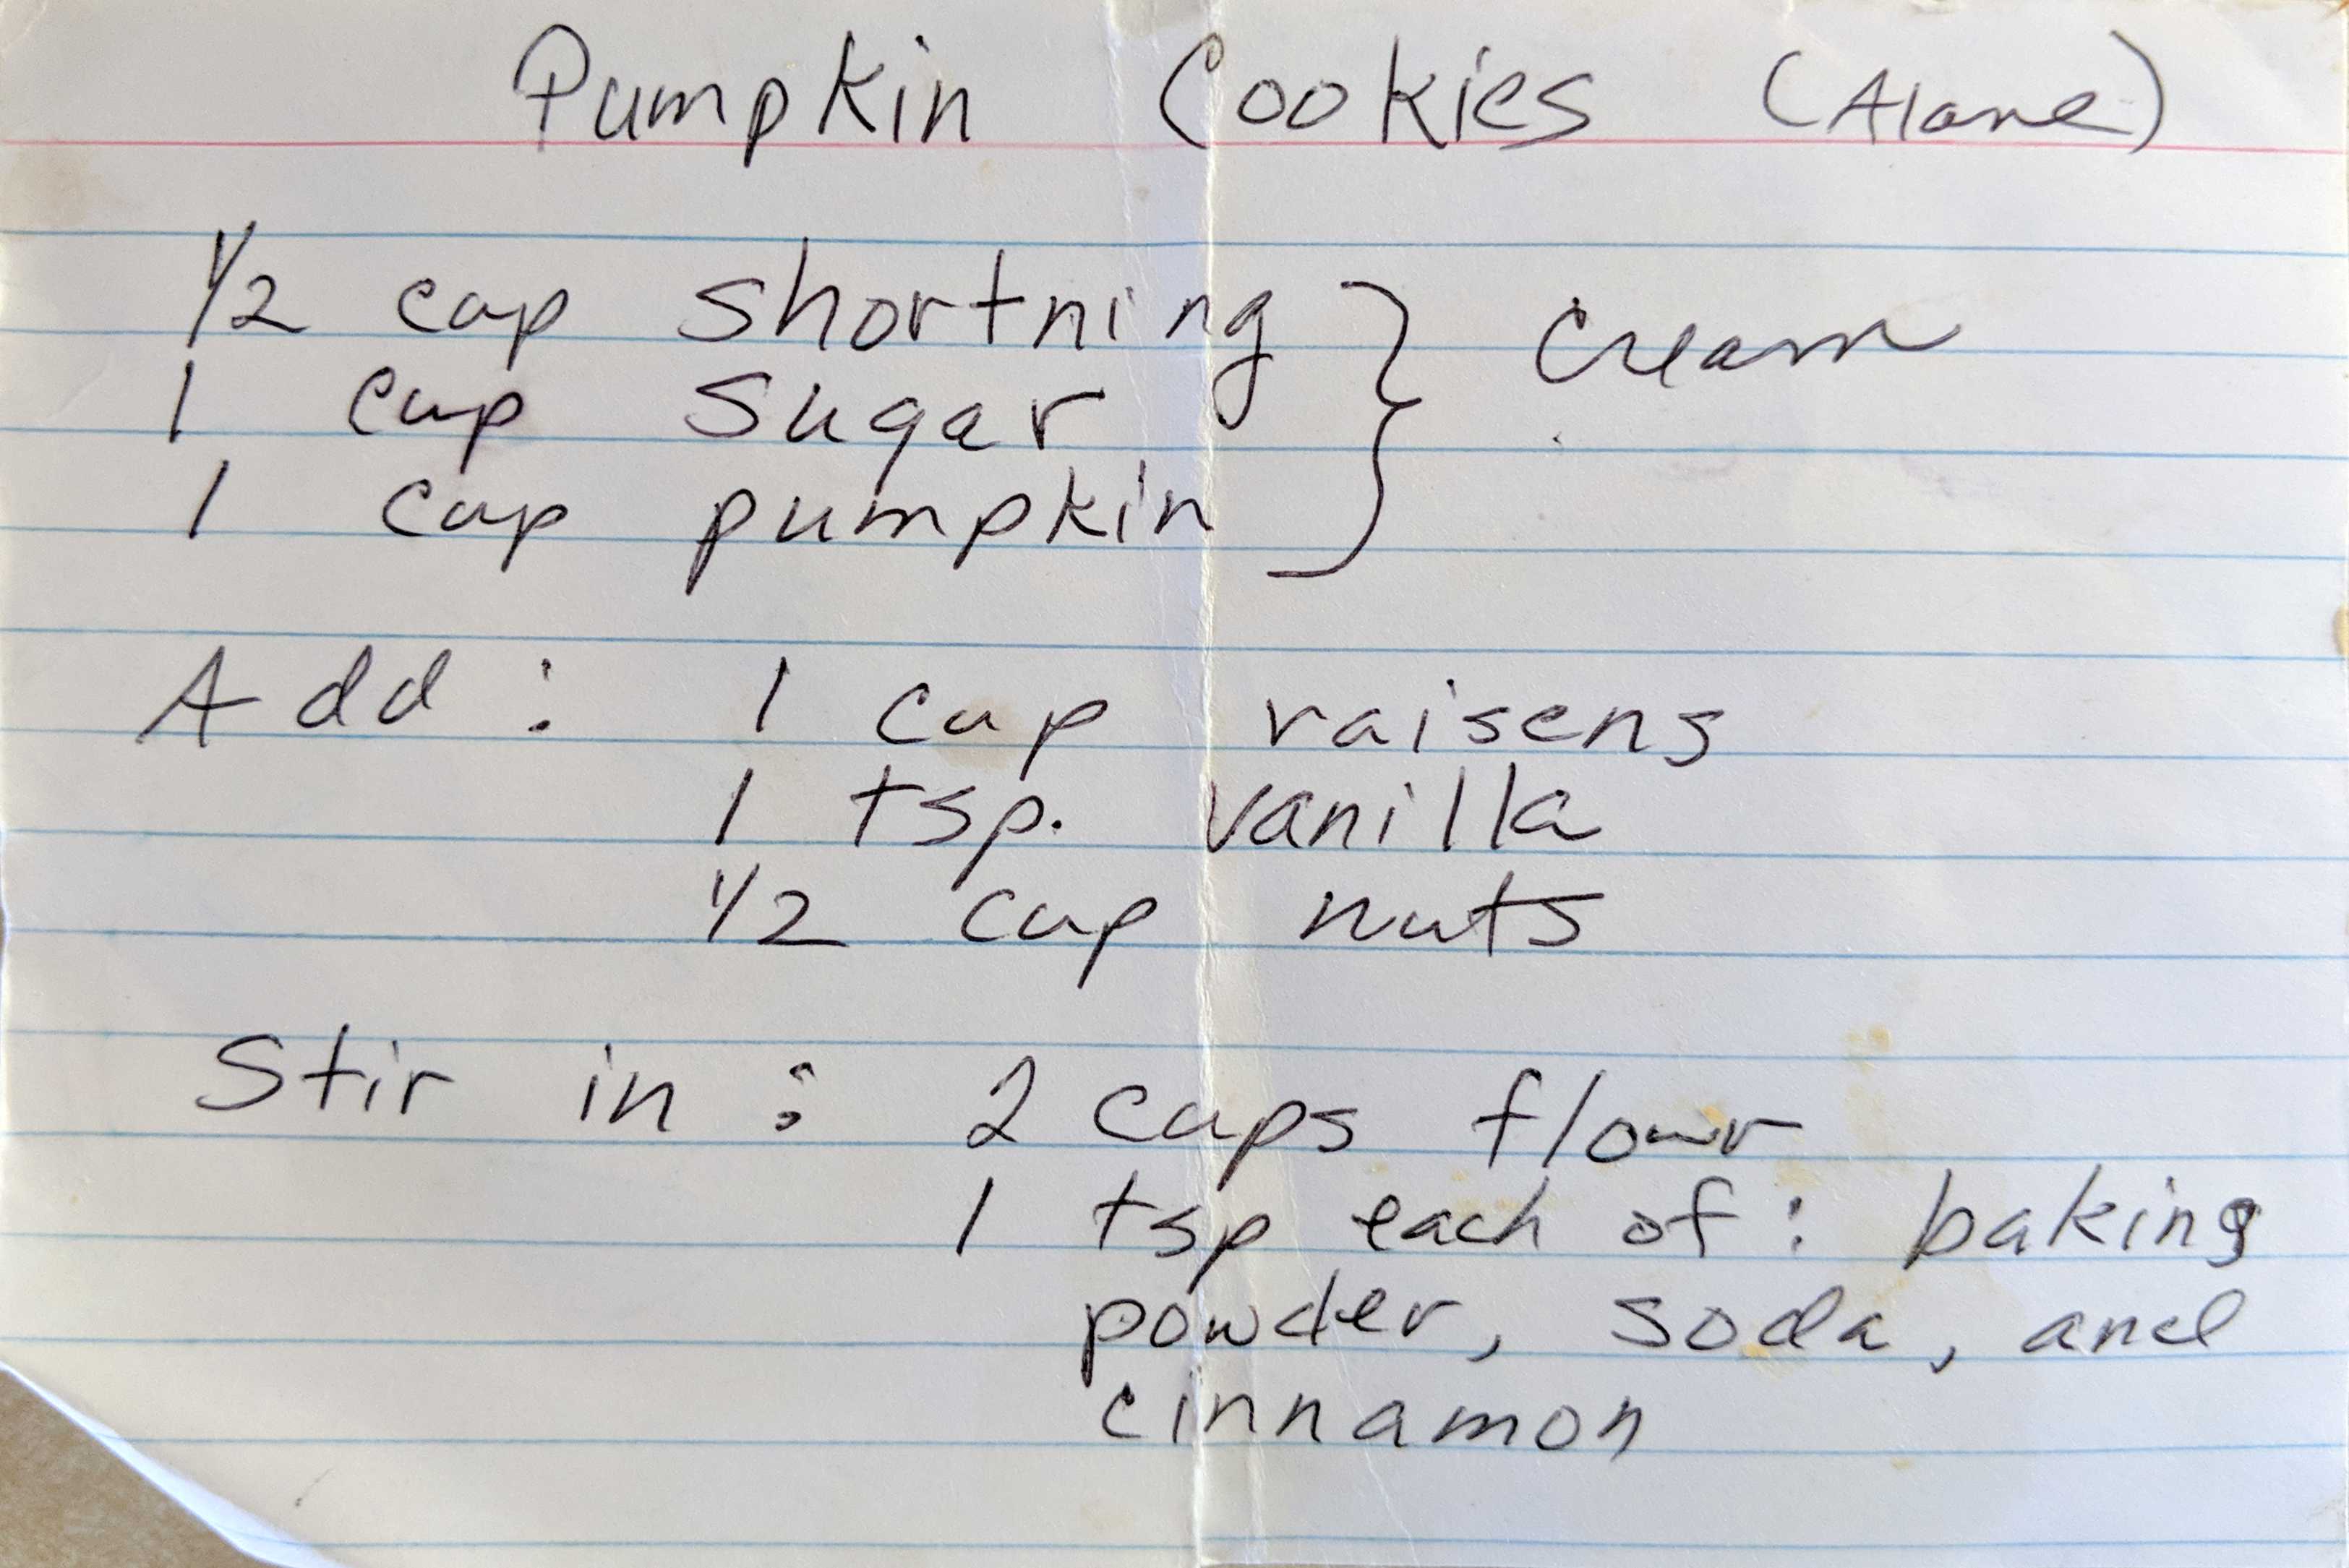 Pumpkin Cookies (Alane)
1/2 cup shortning } Cream
1 cup sugar
1 cup pumpkin
Add : 1 cup raisens
1 tsp. vanilla
1/2 cup nuts
Stir in : 2 cups flour
1 tsp each of : baking
powder, soda, and
cinnamon